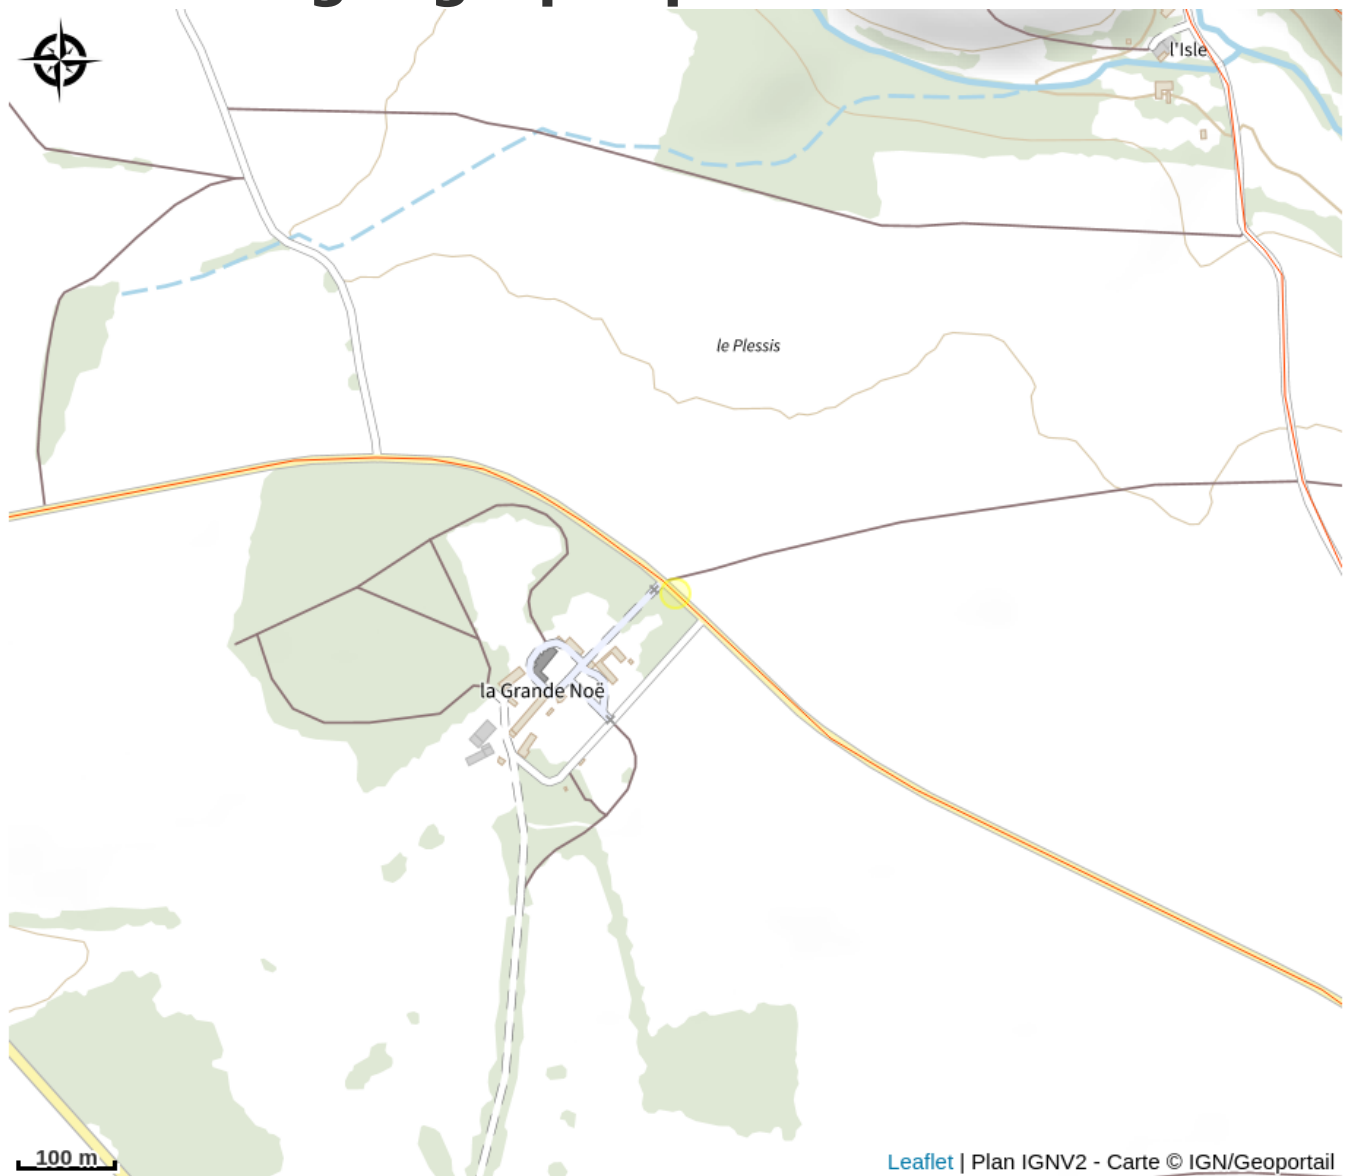 l'Isle
le Plessis
la Grande Noë
100 m
Leaflet | Plan IGNV2 - Carte © IGN/Geoportail